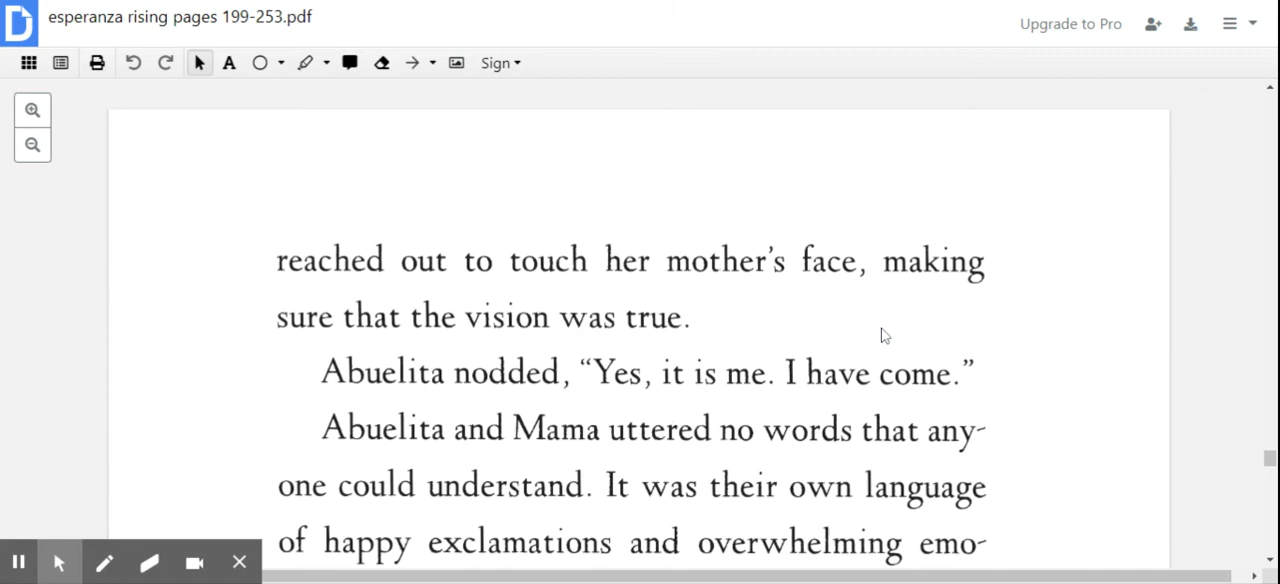 esperanza rising pages 199-253.pdf
Upgrade to Pro
A
Sign
reached out to touch her mother’s face, making
sure that the vision was true.
Abuelita nodded, “Yes, it is me. I have come.”
Abuelita and Mama uttered no words that any-
one could understand. It was their own language
of happy exclamations and overwhelming emo-